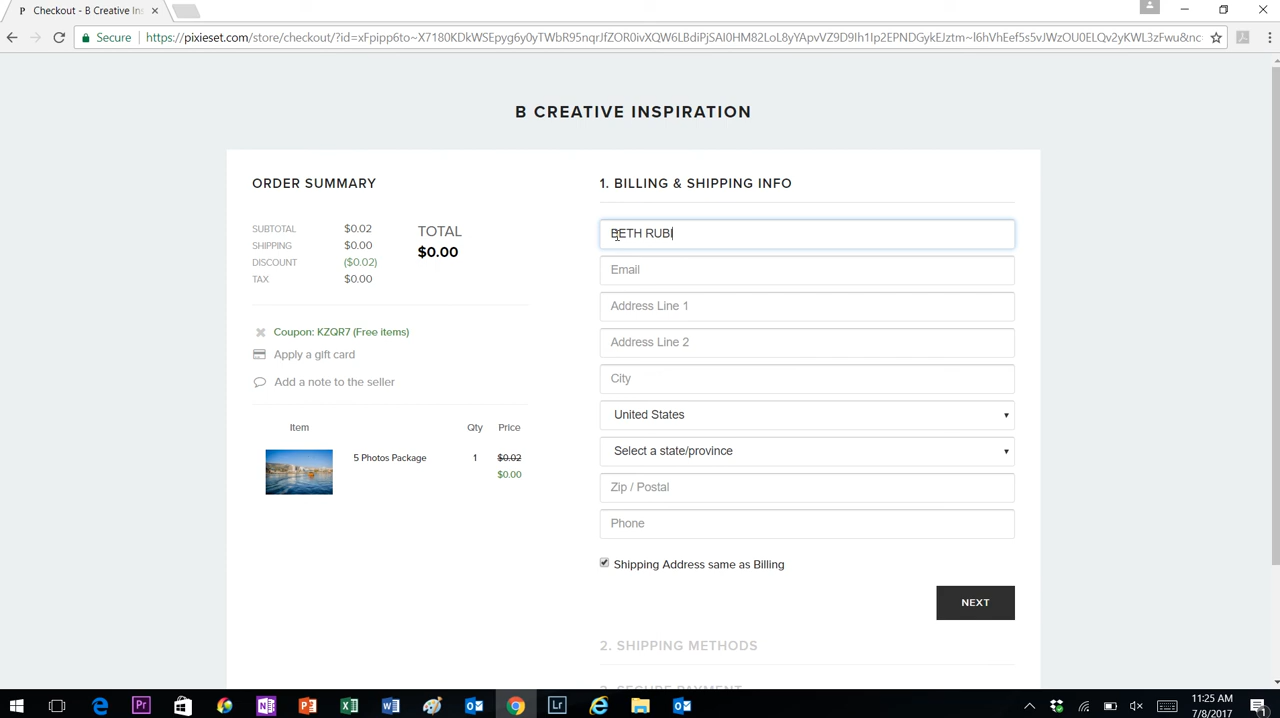 Checkout - B Creative Ins
Secure
https://pixieset.com/store/checkout/?id=
B CREATIVE INSPIRATION
ORDER SUMMARY
SUBTOTAL $0.02
SHIPPING $0.00
DISCOUNT ($0.02)
TAX $0.00
TOTAL
$0.00
Coupon: KZQR7 (Free items)
Apply a gift card
Add a note to the seller
Item Qty Price
5 Photos Package 1 $0.02
$0.00
1. BILLING & SHIPPING INFO
BETH RUBI
Email
Address Line 1
Address Line 2
City
United States
Select a state/province
Zip / Postal
Phone
Shipping Address same as Billing
NEXT
2. SHIPPING METHODS
3. SECURE PAYMENT
11:25 AM
7/8/2017